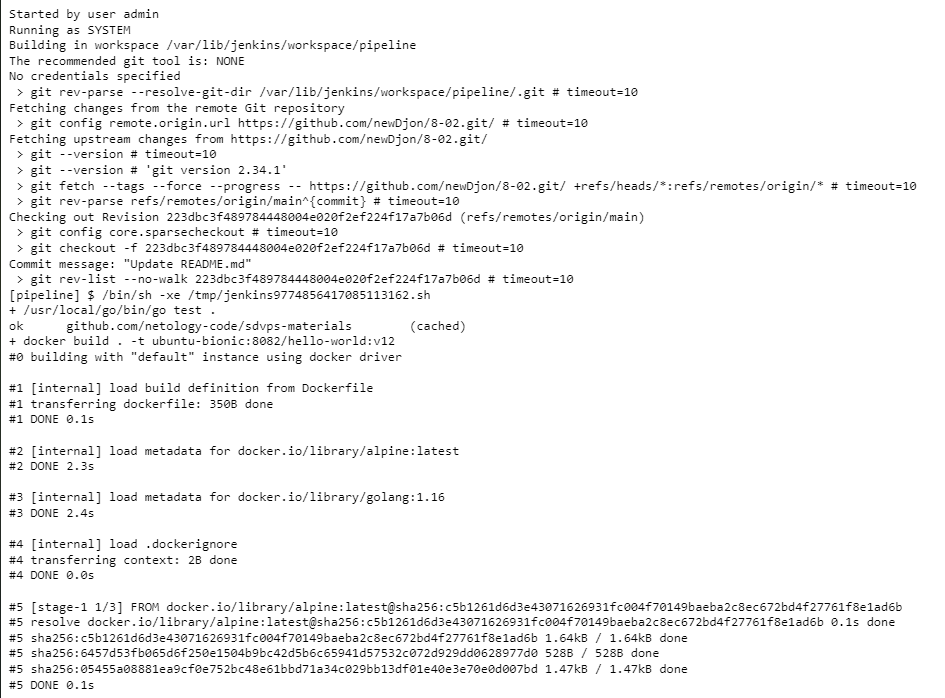 Started by user admin
Running as SYSTEM
Building in workspace /var/lib/jenkins/workspace/pipeline
The recommended git tool is: NONE
No credentials specified
> git rev-parse --resolve-git-dir /var/lib/jenkins/workspace/pipeline/.git # timeout=10
Fetching changes from the remote Git repository
> git config remote.origin.url https://github.com/newDjon/8-02.git/ # timeout=10
Fetching upstream changes from https://github.com/newDjon/8-02.git/
> git --version # timeout=10
> git --version # 'git version 2.34.1'
> git fetch --tags --force --progress -- https://github.com/newDjon/8-02.git/ +refs/heads/*:refs/remotes/origin/* # timeout=10
> git rev-parse refs/remotes/origin/main^{commit} # timeout=10
Checking out Revision 223dbc3f489784448004e020f2ef224f17a7b06d (refs/remotes/origin/main)
> git config core.sparsecheckout # timeout=10
> git checkout -f 223dbc3f489784448004e020f2ef224f17a7b06d # timeout=10
Commit message: "Update README.md"
> git rev-list --no-walk 223dbc3f489784448004e020f2ef224f17a7b06d # timeout=10
[pipeline] $ /bin/sh -xe /tmp/jenkins9774856417085113162.sh
+ /usr/local/go/bin/go test .
ok github.com/netology-code/sdvps-materials (cached)
+ docker build . -t ubuntu-bionic:8082/hello-world:v12
#0 building with "default" instance using docker driver
#1 [internal] load build definition from Dockerfile
#1 transferring dockerfile: 350B done
#1 DONE 0.1s
#2 [internal] load metadata for docker.io/library/alpine:latest
#2 DONE 2.3s
#3 [internal] load metadata for docker.io/library/golang:1.16
#3 DONE 2.4s
#4 [internal] load .dockerignore
#4 transferring context: 2B done
#4 DONE 0.0s
#5 [stage-1 1/3] FROM docker.io/library/alpine:latest@sha256:c5b1261d6d3e43071626931fc004f70149baeba2c8ec672bd4f27761f8e1ad6b
#5 resolve docker.io/library/alpine:latest@sha256:c5b1261d6d3e43071626931fc004f70149baeba2c8ec672bd4f27761f8e1ad6b 0.1s done
#5 sha256:c5b1261d6d3e43071626931fc004f70149baeba2c8ec672bd4f27761f8e1ad6b 1.64kB / 1.64kB done
#5 sha256:6457d53fb065d6f250e1504b9bc42d5b6c65941d57532c072d929dd0628977d0 528B / 528B done
#5 sha256:05455a08881ea9cf0e752bc48e61bbd71a34c029bb13df01e40e3e70e0d007bd 1.47kB / 1.47kB done
#5 DONE 0.1s